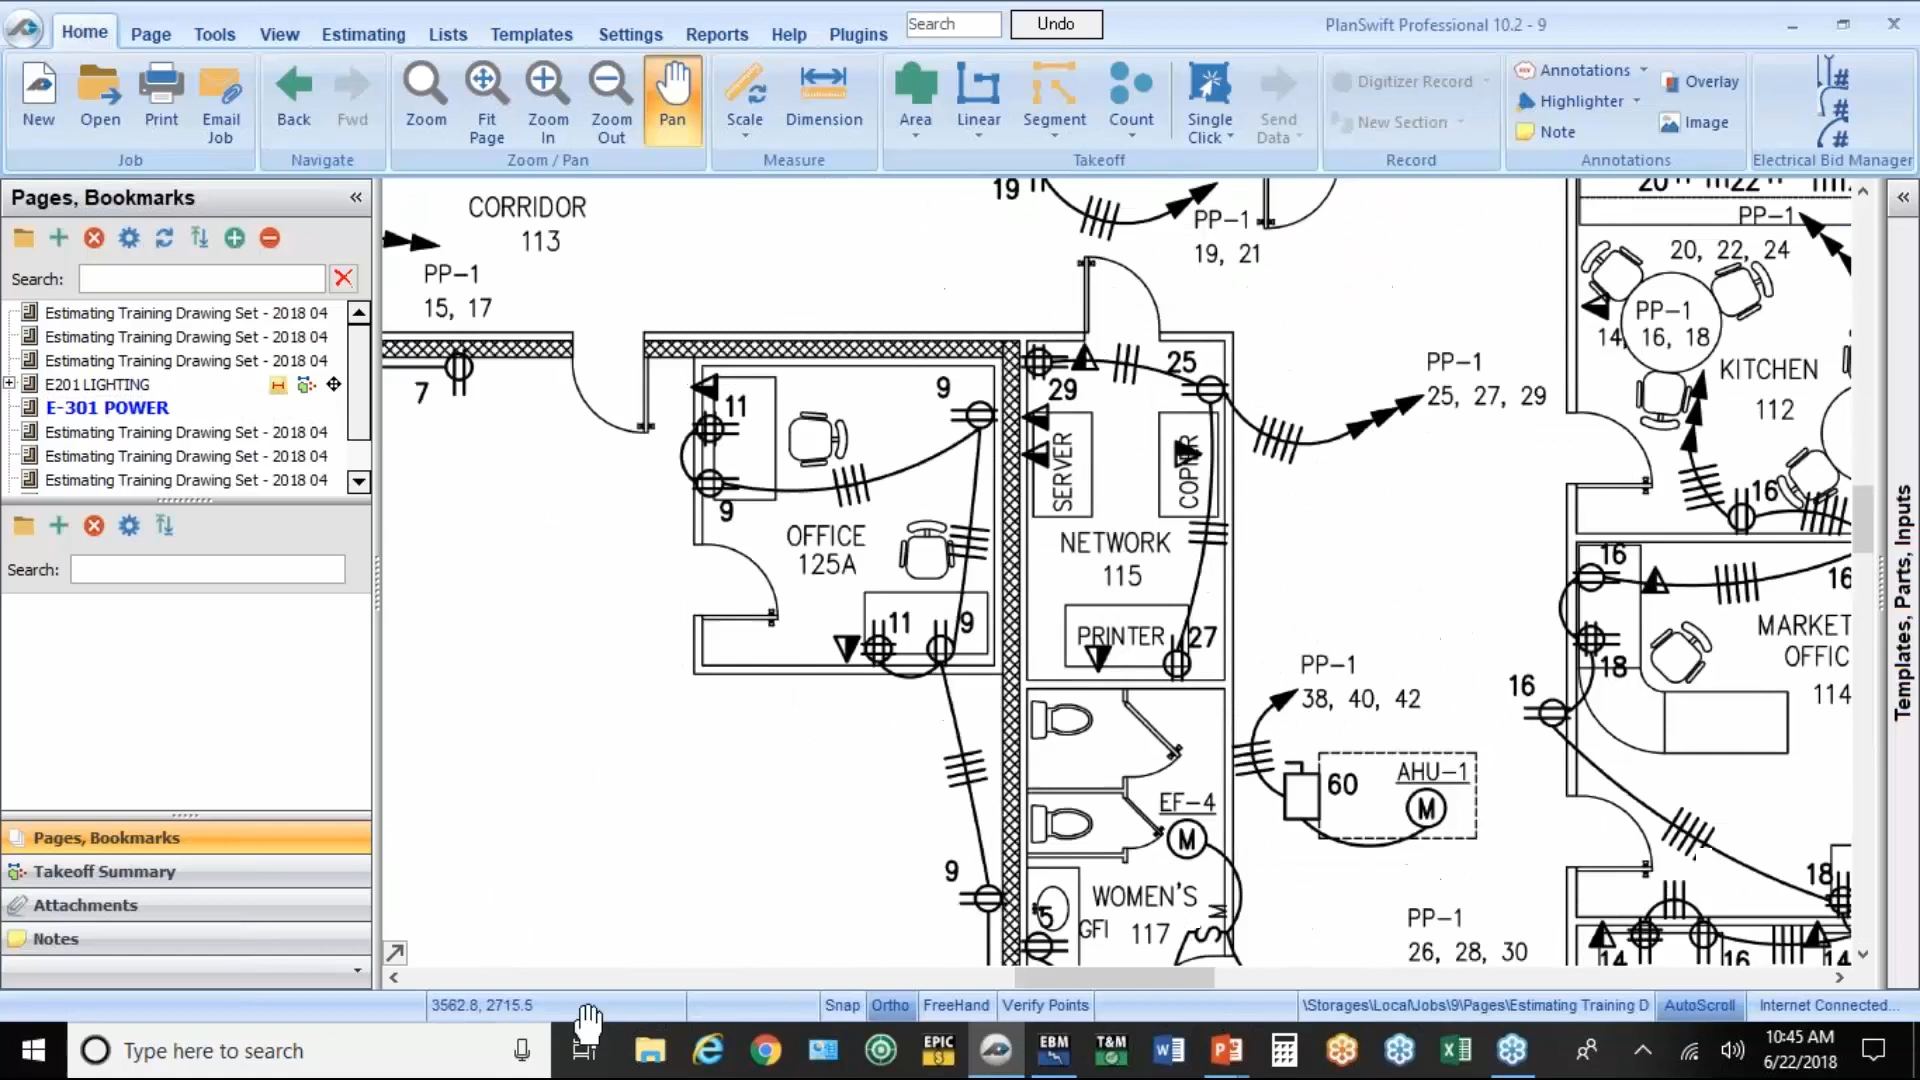 Home
Page
Tools
View
Estimating
Lists
Templates
Settings
Reports
Help
Plugins
Search
Undo
PlanSwift Professional 10.2 - 9
New
Open
Print
Email
Job
Back
Fwd
Zoom
Fit
Page
Zoom
In
Zoom
Out
Pan
Scale
Dimension
Area
Linear
Segment
Count
Single
Click
Send
Data
Digitizer Record
New Section
Annotations
Highlighter
Note
Overlay
Image
Job
Navigate
Zoom / Pan
Measure
Takeoff
Record
Annotations
Electrical Bid Manager
Pages, Bookmarks
Search:
Estimating Training Drawing Set - 2018 04
Estimating Training Drawing Set - 2018 04
Estimating Training Drawing Set - 2018 04
E201 LIGHTING
E-301 POWER
Estimating Training Drawing Set - 2018 04
Estimating Training Drawing Set - 2018 04
Estimating Training Drawing Set - 2018 04
Search:
Pages, Bookmarks
Takeoff Summary
Attachments
Notes
CORRIDOR
113
PP-1
15, 17
7
19
PP-1
19, 21
PP-1
20, 22, 24
PP-1
14, 16, 18
KITCHEN
112
16
11
9
9
OFFICE
125A
11
9
29
25
SERVER
COPIER
NETWORK
115
PRINTER
27
PP-1
25, 27, 29
16
16
18
MARKET
OFFIC
114
16
PP-1
38, 40, 42
60
AHU-1
M
EF-4
M
9
5
GFI
WOMEN'S
117
S M
PP-1
26, 28, 30
18
14
16
14
Templates, Parts, Inputs
3562.8, 2715.5
Snap
Ortho
FreeHand
Verify Points
\Storages\Local\Jobs\9\Pages\Estimating Training D
AutoScroll
Internet Connected...
Type here to search
EPIC
$
EBM
T&M
10:45 AM
6/22/2018